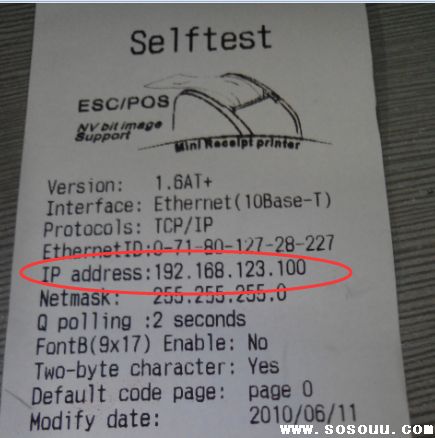 Selftest
ESC/POS
NV bit image
Support
Mini Receipt printer
Version: 1.6AT+
Interface: Ethernet(10Base-T)
Protocols: TCP/IP
EthernetID:0-71-80-127-28-227
IP address:192.168.123.100
Netmask: 255.255.255.0
Q polling :2 seconds
FontB(9x17) Enable: No
Two-byte character: Yes
Default code page: page 0
Modify date: 2010/06/11
www.sosouu.com